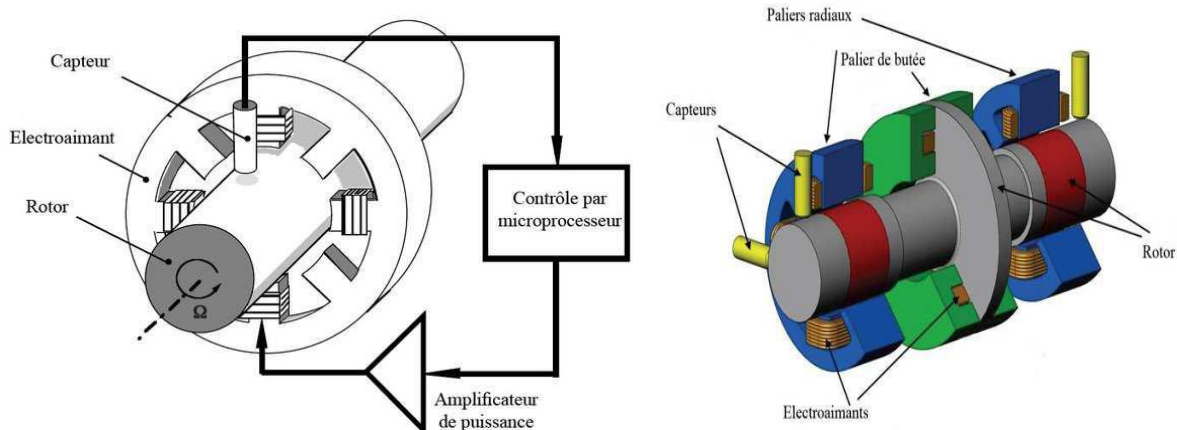 Capteur
Electroaimant
Rotor
Ω
Contrôle par
microprocesseur
Amplificateur
de puissance
Paliers radiaux
Palier de butée
Capteurs
Rotor
Electroaimants